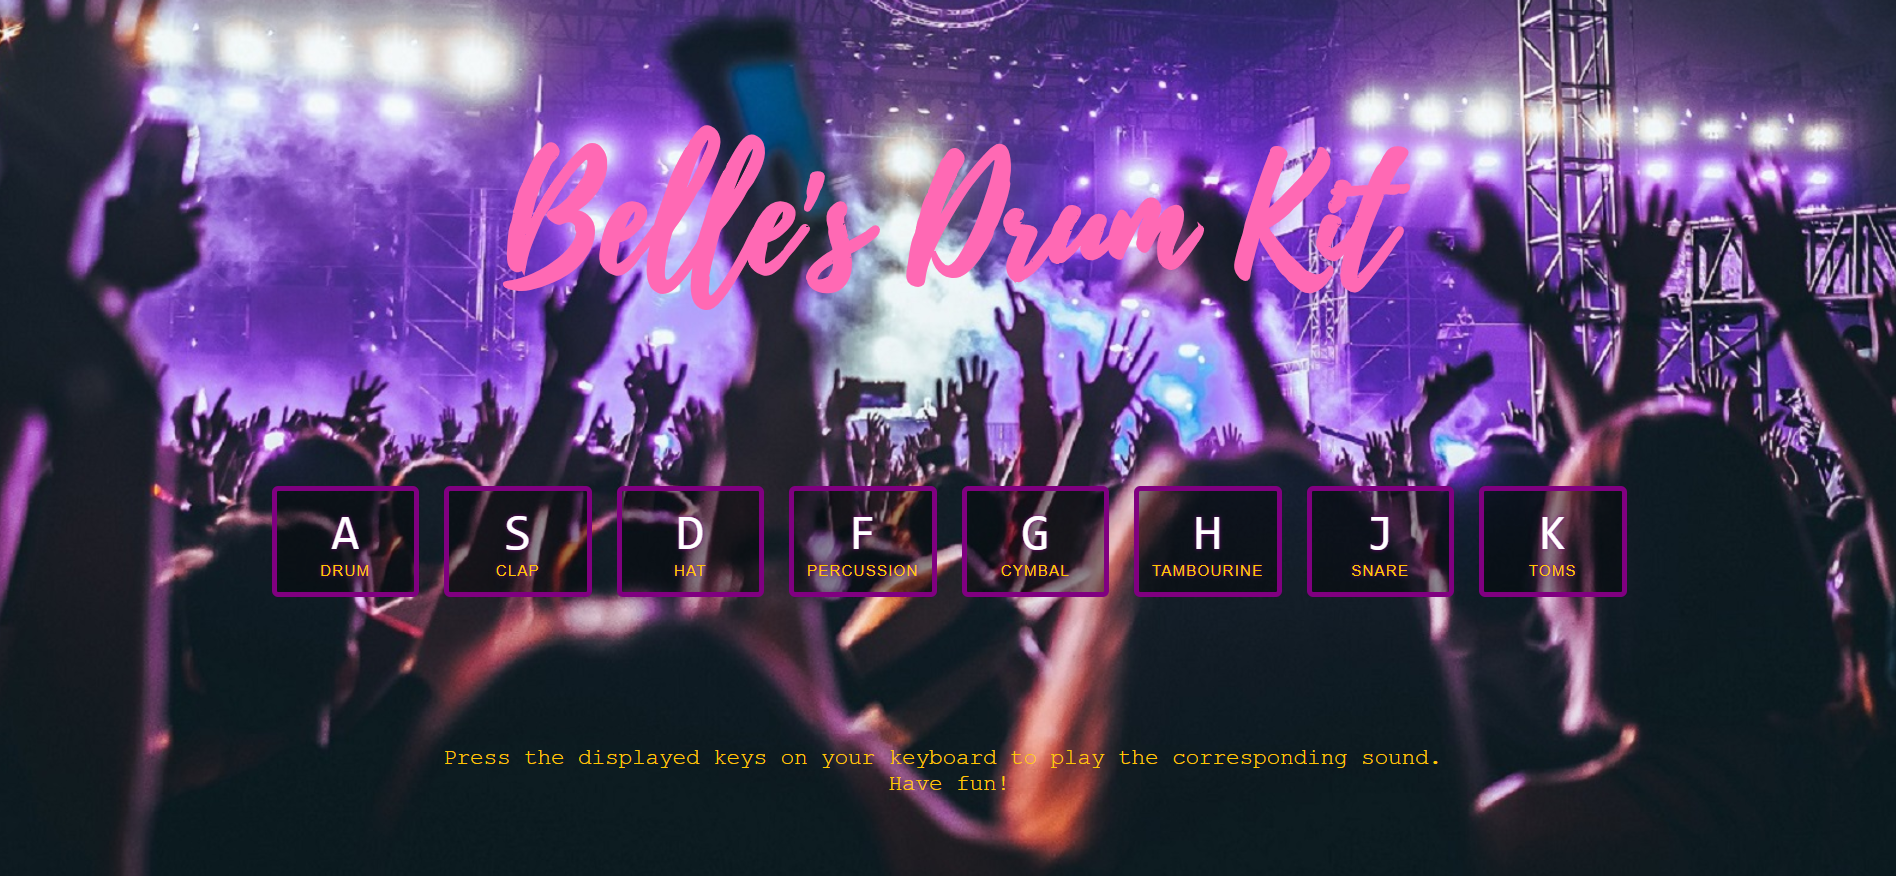 Belle's Drum Kit
A S D F G H J K
DRUM CLAP HAT PERCUSSION CYMBAL TAMBOURINE SNARE TOMS
Press the displayed keys on your keyboard to play the corresponding sound.
Have fun!